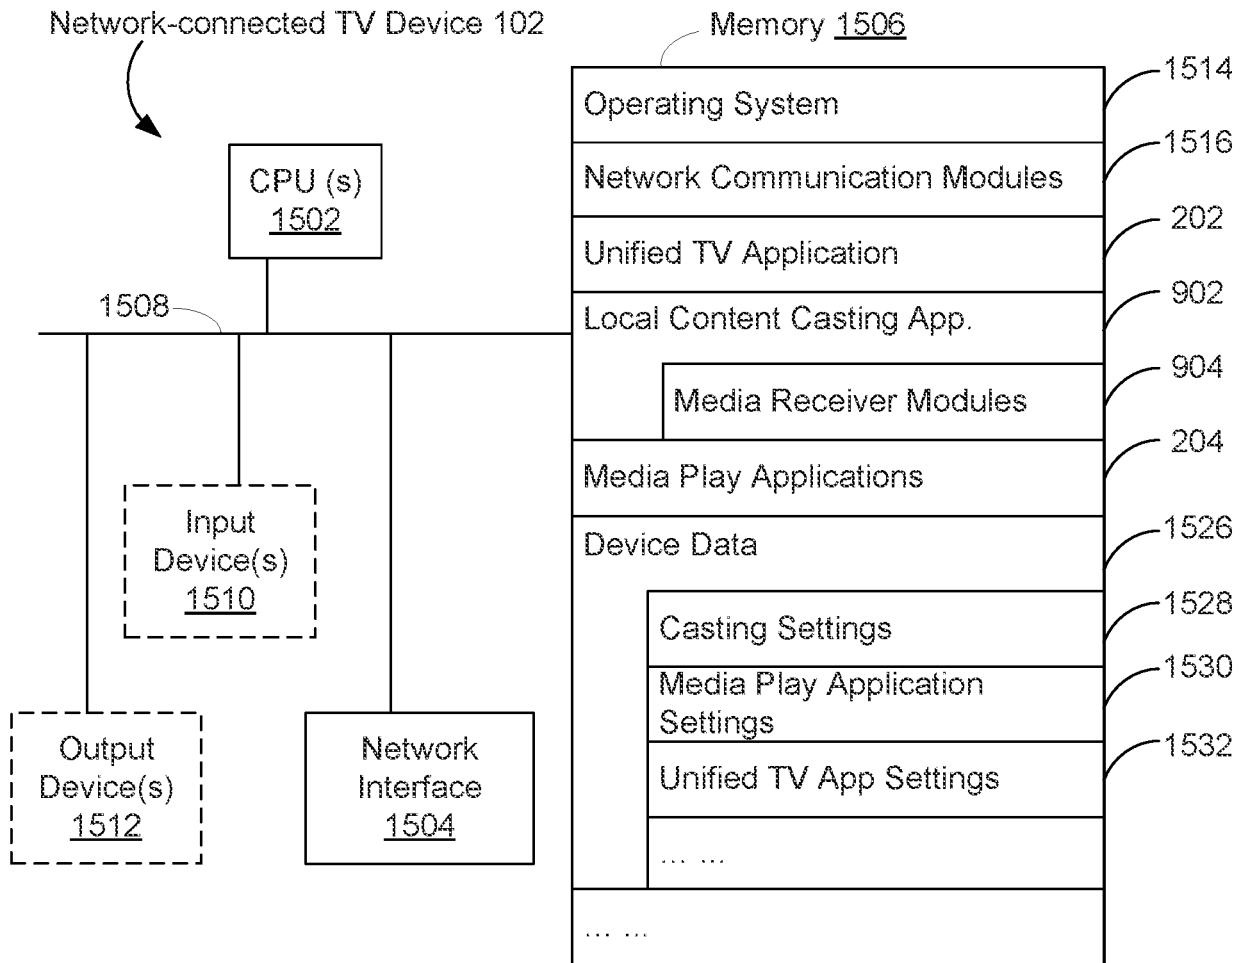 Network-connected TV Device 102
Memory 1506
CPU (s)
1502
1508
Input
Device(s)
1510
Output
Device(s)
1512
Network
Interface
1504
Operating System
1514
Network Communication Modules
1516
Unified TV Application
202
Local Content Casting App.
902
Media Receiver Modules
904
Media Play Applications
204
Device Data
1526
Casting Settings
1528
Media Play Application
Settings
1530
Unified TV App Settings
1532
... ...
... ...